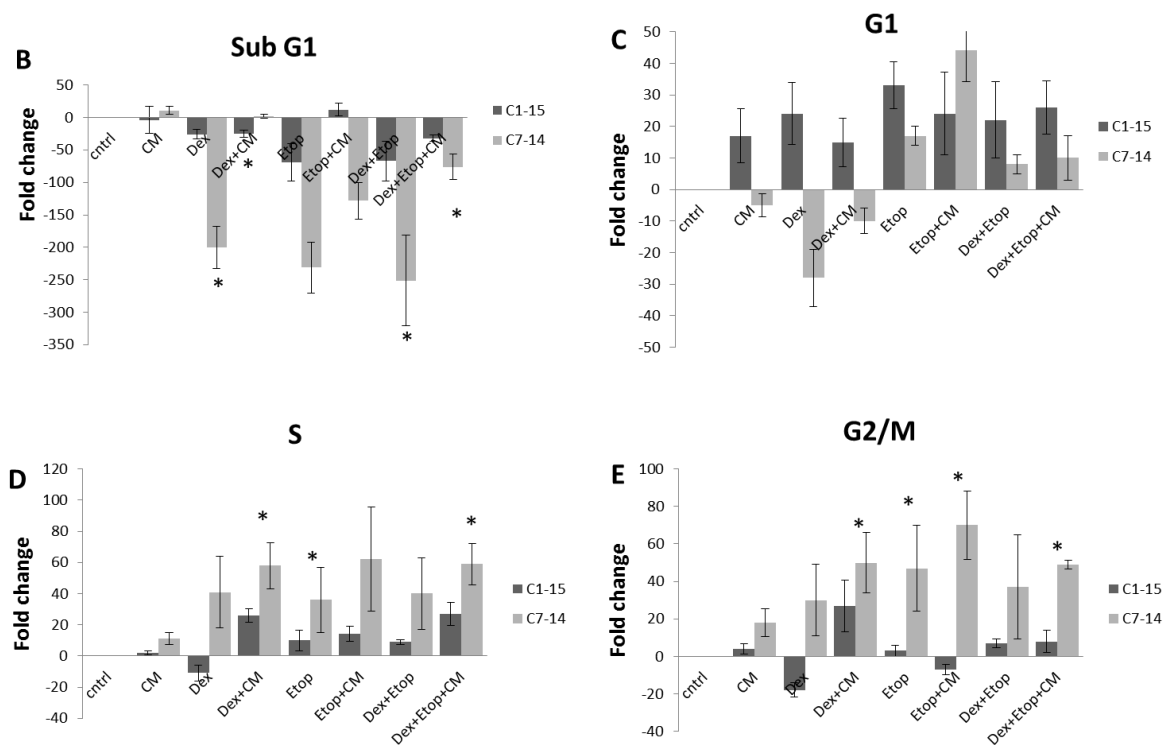 B
Sub G1
50
0
-50
-100
-150
-200
-250
-300
-350
Fold change
cntrl
CM
Dex
Dex+CM
Etop
Etop+CM
Dex+Etop
Dex+Etop+CM
*
*
*
*
C1-15
C7-14
C
G1
50
40
30
20
10
0
-10
-20
-30
-40
-50
Fold change
cntrl
CM
Dex
Dex+CM
Etop
Etop+CM
Dex+Etop
Dex+Etop+CM
C1-15
C7-14
D
S
120
100
80
60
40
20
0
-20
-40
Fold change
cntrl
CM
Dex
Dex+CM
Etop
Etop+CM
Dex+Etop
Dex+Etop+CM
*
*
*
C1-15
C7-14
E
G2/M
100
80
60
40
20
0
-20
-40
Fold change
cntrl
CM
Dex
Dex+CM
Etop
Etop+CM
Dex+Etop
Dex+Etop+CM
*
*
*
*
C1-15
C7-14